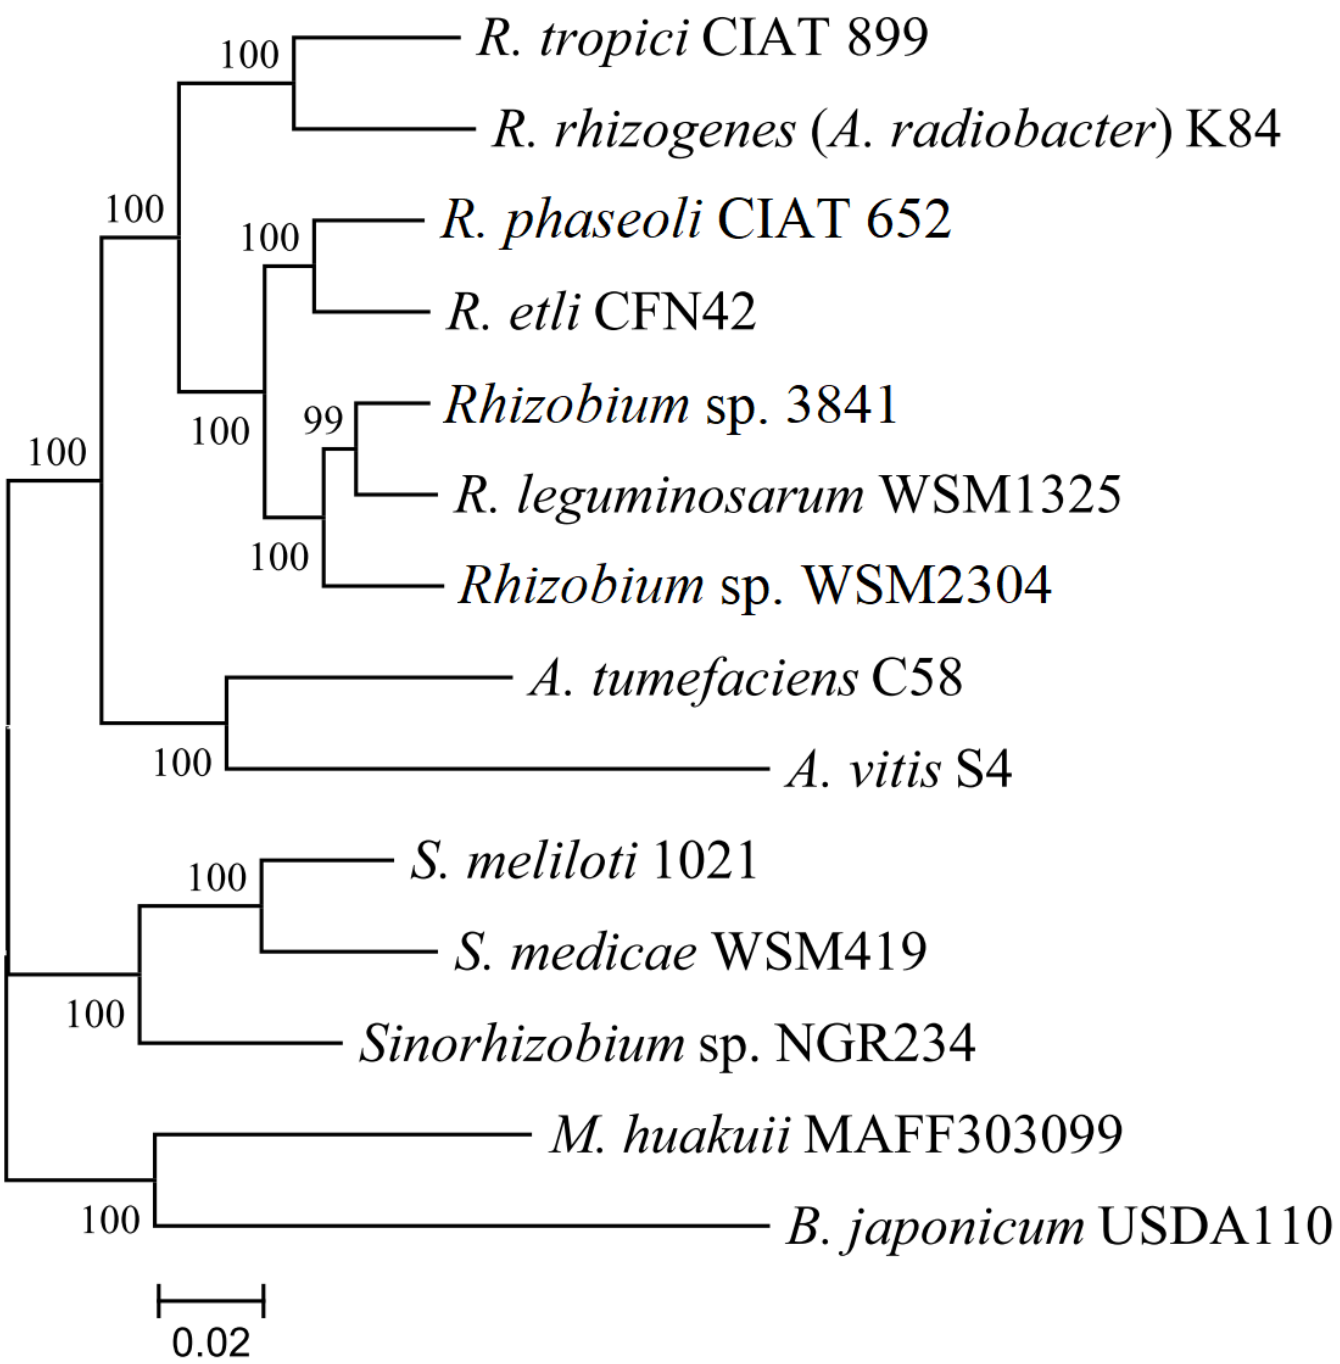 100
R. tropici CIAT 899
R. rhizogenes (A. radiobacter) K84
100
100
R. phaseoli CIAT 652
R. etli CFN42
100
99
Rhizobium sp. 3841
100
R. leguminosarum WSM1325
100
Rhizobium sp. WSM2304
A. tumefaciens C58
100
A. vitis S4
100
S. meliloti 1021
S. medicae WSM419
100
Sinorhizobium sp. NGR234
M. huakuii MAFF303099
100
B. japonicum USDA110
0.02